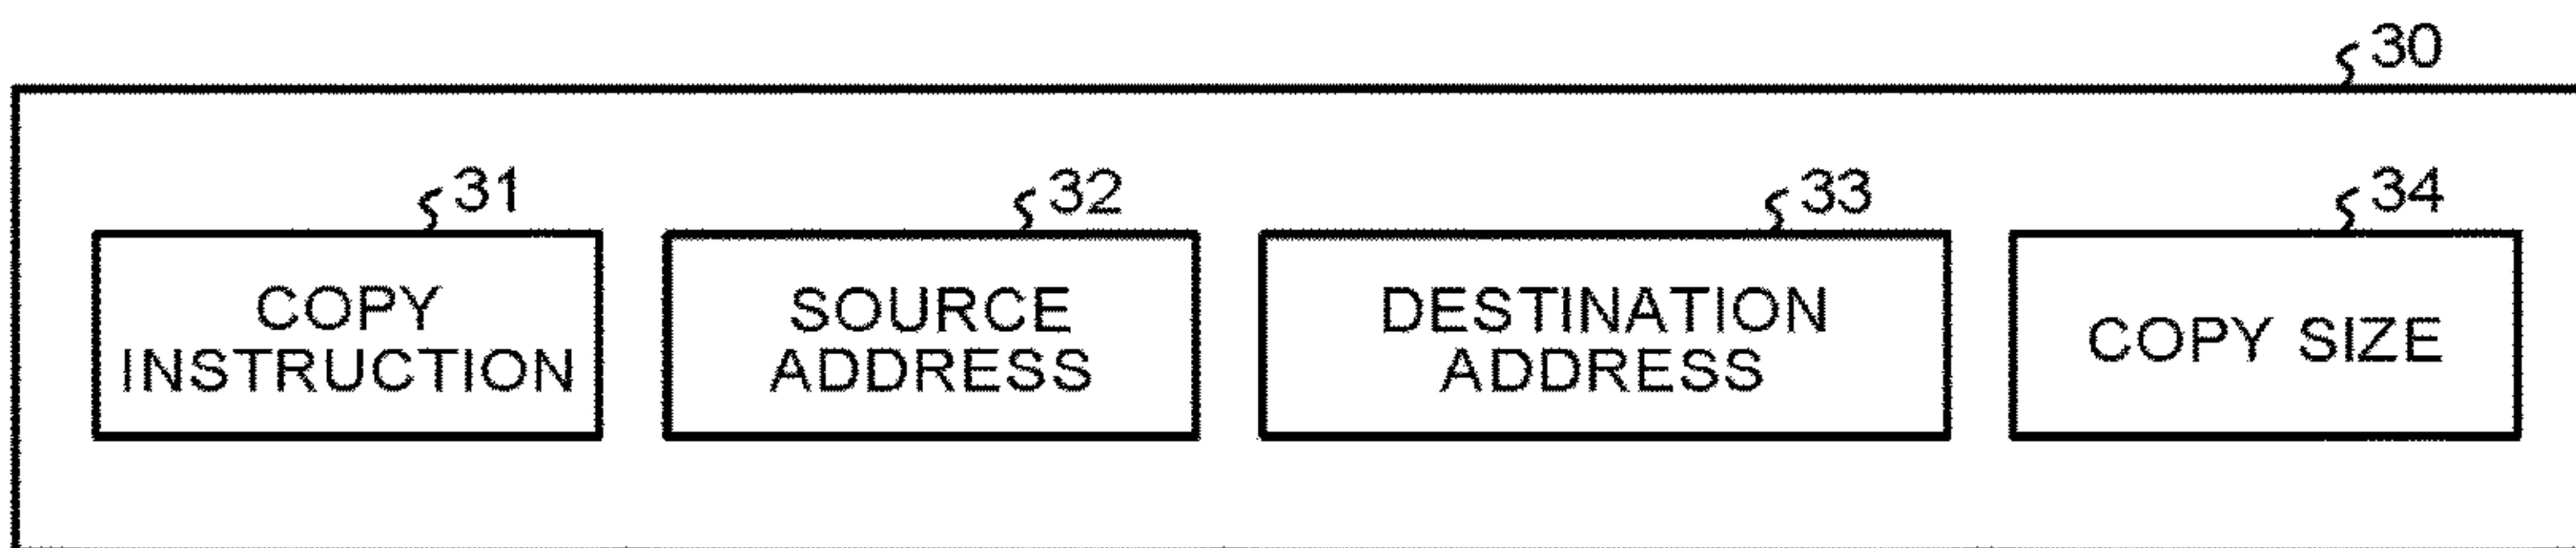 30
31
32
33
34
COPY
INSTRUCTION
SOURCE
ADDRESS
DESTINATION
ADDRESS
COPY SIZE